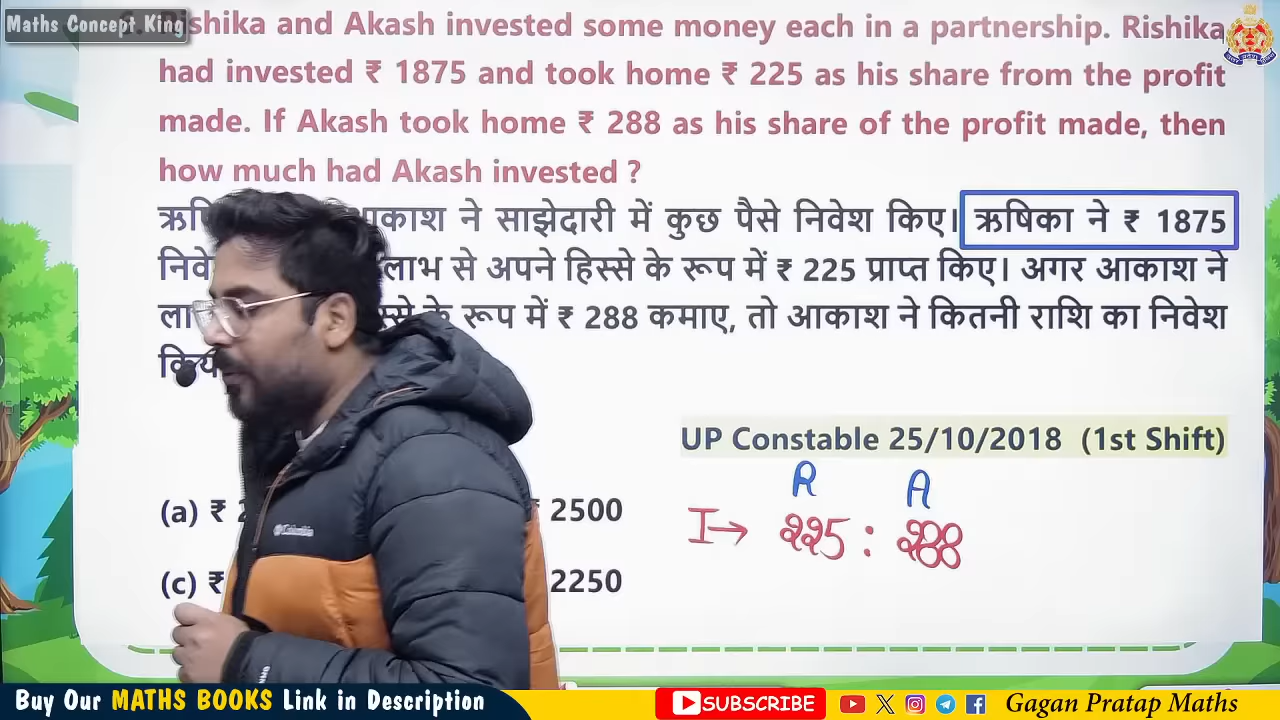 Maths Concept King
shika and Akash invested some money each in a partnership. Rishika
had invested ₹ 1875 and took home ₹ 225 as his share from the profit
made. If Akash took home ₹ 288 as his share of the profit made, then
how much had Akash invested ?
काश ने साझेदारी में कुछ पैसे निवेश किए। ऋषिका ने ₹ 1875
लाभ से अपने हिस्से के रूप में ₹ 225 प्राप्त किए। अगर आकाश ने
के रूप में ₹ 288 कमाए, तो आकाश ने कितनी राशि का निवेश
UP Constable 25/10/2018 (1st Shift)
R A
I→ 225 : 288
(a) ₹ 2500
(c) ₹ 2250
Buy Our MATHS BOOKS Link in Description SUBSCRIBE Gagan Pratap Maths